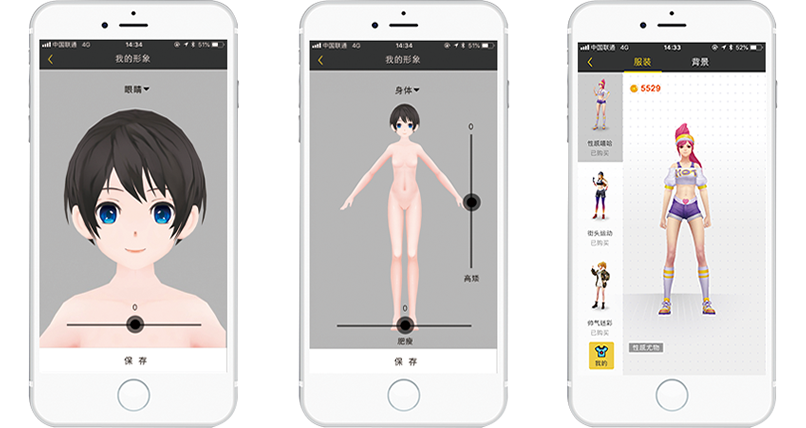 中国联通 4G 14:34 51%
我的形象
眼睛
0
保 存
中国联通 4G 14:34 51%
我的形象
身体
0
高矮
0
肥瘦
保 存
中国联通 4G 14:33 52%
服装 背景
5529
性感嘻哈
已购买
街头运动
已购买
帅气迷彩
已购买
我的
性感尤物